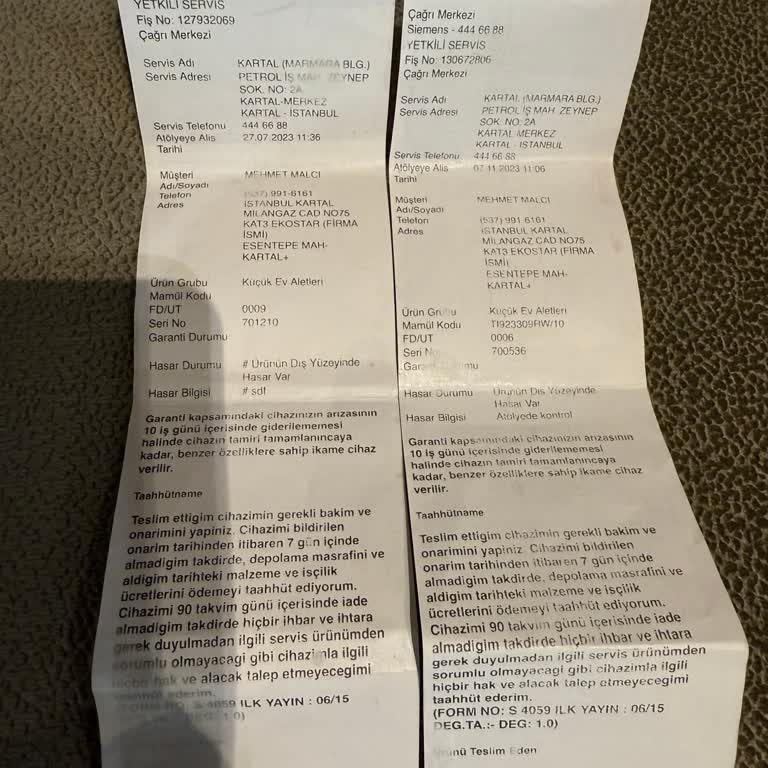 YETKİLİ SERVİS
Fiş No: 127932069
Çağrı Merkezi
Servis Adı KARTAL (MARMARA BLG.)
Servis Adresi PETROL İŞ MAH. ZEYNEP
SOK. NO: 2A
KARTAL-MERKEZ
KARTAL - İSTANBUL
Servis Telefonu 444 66 88
Atölyeye Alış 27.07.2023 11:36
Tarihi
Müşteri MEHMET MALCI
Adı/Soyadı
Telefon (537) 991-6161
Adres İSTANBUL KARTAL
MİLANGAZ CAD NO75
KAT3 EKOSTAR (FİRMA
İSMİ)
ESENTEPE MAH-
KARTAL+
Ürün Grubu Küçük Ev Aletleri
Mamül Kodu
FD/UT 0009
Seri No 701210
Garanti Durumu
Hasar Durumu # Ürünün Dış Yüzeyinde
Hasar Var
Hasar Bilgisi # sdf
Garanti kapsamındaki cihazınızın arızasının
10 iş günü içerisinde giderilememesi
halinde cihazın tamiri tamamlanıncaya
kadar, benzer özelliklere sahip ikame cihaz
verilir.
Taahhütname
Teslim ettigim cihazimin gerekli bakim ve
onarimini yapiniz. Cihazimi bildirilen
onarim tarihinden itibaren 7 gün içinde
almadigim takdirde, depolama masrafini ve
aldigim tarihteki malzeme ve işçilik
ücretlerini ödemeyi taahhüt ediyorum.
Cihazimi 90 takvim günü içerisinde iade
almadigim takdirde hiçbir ihbar ve ihtara
gerek duyulmadan ilgili servis ürünümden
sorumlu olmayacagi gibi cihazimla ilgili
hiçbir hak ve alacak talep etmeyecegimi
taahhüt ederim.
(FORM NO: S 4059 ILK YAYIN : 06/15
DEG: 1.0)
Çağrı Merkezi
Siemens - 444 66 88
YETKİLİ SERVİS
Fiş No: 130672806
Çağrı Merkezi
Servis Adı KARTAL (MARMARA BLG.)
Servis Adresi PETROL İŞ MAH. ZEYNEP
SOK. NO: 2A
KARTAL MERKEZ
KARTAL - İSTANBUL
Servis Telefonu 444 66 88
Atölyeye Alış 07.11.2023 11:06
Tarihi
Müşteri MEHMET MALCI
Adı/Soyadı
Telefon (537) 991 6161
Adres İSTANBUL KARTAL
MİLANGAZ CAD NO75
KAT3 EKOSTAR (FİRMA
İSMİ)
ESENTEPE MAH-
KARTAL+
Ürün Grubu Küçük Ev Aletleri
Mamül Kodu TI923309RW/10
FD/UT 0006
Seri No 700536
Garanti Durumu
Hasar Durumu Ürünün Dış Yüzeyinde
Hasar Var
Hasar Bilgisi Atölyede kontrol
Garanti kapsamındaki cihazınızın arızasının
10 iş günü içerisinde giderilememesi
halinde cihazın tamiri tamamlanıncaya
kadar, benzer özelliklere sahip ikame cihaz
verilir.
Taahhütname
Teslim ettigim cihazimin gerekli bakim ve
onarimini yapiniz. Cihazimi bildirilen
onarim tarihinden itibaren 7 gün içinde
almadigim takdirde, depolama masrafini ve
aldigim tarihteki malzeme ve işçilik
ücretlerini ödemeyi taahhüt ediyorum.
Cihazimi 90 takvim günü içerisinde iade
almadigim takdirde hiçbir ihbar ve ihtara
gerek duyulmadan ilgili servis ürünümden
sorumlu olmayacagi gibi cihazimla ilgili
hiçbir hak ve alacak talep etmeyecegimi
taahhüt ederim.
(FORM NO: S 4059 ILK YAYIN : 06/15
DEG.TA.:- DEG: 1.0)
Ürünü Teslim Eden